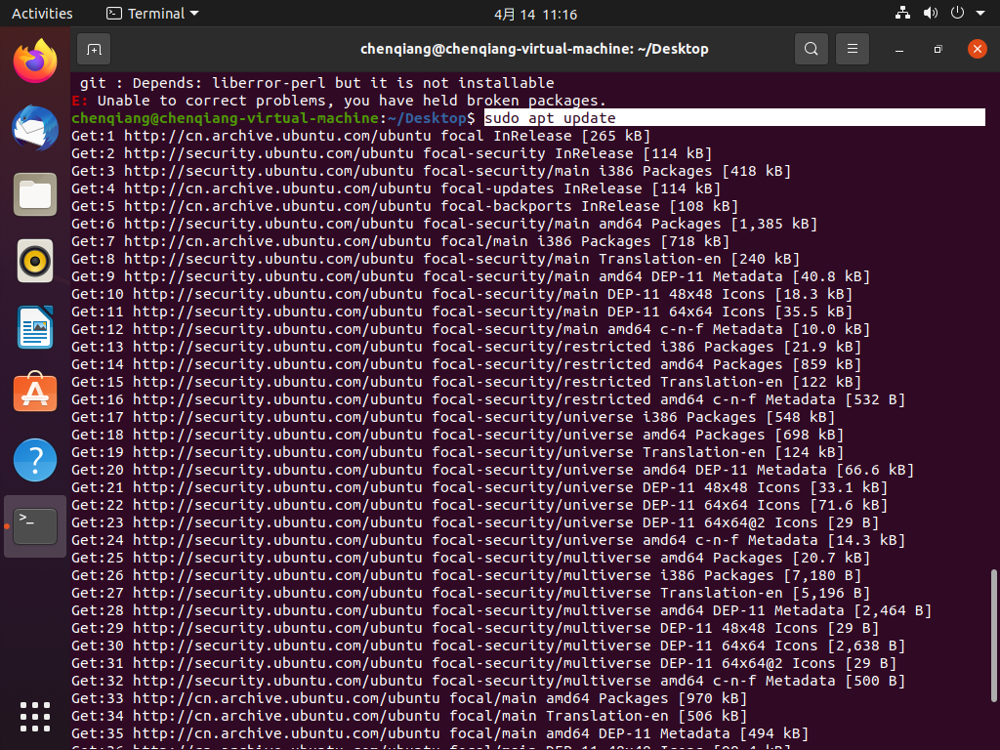 Activities
Terminal
4月 14 11:16
chenqiang@chenqiang-virtual-machine: ~/Desktop
git : Depends: liberror-perl but it is not installable
E: Unable to correct problems, you have held broken packages.
chenqiang@chenqiang-virtual-machine:~/Desktop$ sudo apt update
Get:1 http://cn.archive.ubuntu.com/ubuntu focal InRelease [265 kB]
Get:2 http://security.ubuntu.com/ubuntu focal-security InRelease [114 kB]
Get:3 http://security.ubuntu.com/ubuntu focal-security/main i386 Packages [418 kB]
Get:4 http://cn.archive.ubuntu.com/ubuntu focal-updates InRelease [114 kB]
Get:5 http://cn.archive.ubuntu.com/ubuntu focal-backports InRelease [108 kB]
Get:6 http://security.ubuntu.com/ubuntu focal-security/main amd64 Packages [1,385 kB]
Get:7 http://cn.archive.ubuntu.com/ubuntu focal/main i386 Packages [718 kB]
Get:8 http://security.ubuntu.com/ubuntu focal-security/main Translation-en [240 kB]
Get:9 http://security.ubuntu.com/ubuntu focal-security/main amd64 DEP-11 Metadata [40.8 kB]
Get:10 http://security.ubuntu.com/ubuntu focal-security/main DEP-11 48x48 Icons [18.3 kB]
Get:11 http://security.ubuntu.com/ubuntu focal-security/main DEP-11 64x64 Icons [35.5 kB]
Get:12 http://security.ubuntu.com/ubuntu focal-security/main amd64 c-n-f Metadata [10.0 kB]
Get:13 http://security.ubuntu.com/ubuntu focal-security/restricted i386 Packages [21.9 kB]
Get:14 http://security.ubuntu.com/ubuntu focal-security/restricted amd64 Packages [859 kB]
Get:15 http://security.ubuntu.com/ubuntu focal-security/restricted Translation-en [122 kB]
Get:16 http://security.ubuntu.com/ubuntu focal-security/restricted amd64 c-n-f Metadata [532 B]
Get:17 http://security.ubuntu.com/ubuntu focal-security/universe i386 Packages [548 kB]
Get:18 http://security.ubuntu.com/ubuntu focal-security/universe amd64 Packages [698 kB]
Get:19 http://security.ubuntu.com/ubuntu focal-security/universe Translation-en [124 kB]
Get:20 http://security.ubuntu.com/ubuntu focal-security/universe amd64 DEP-11 Metadata [66.6 kB]
Get:21 http://security.ubuntu.com/ubuntu focal-security/universe DEP-11 48x48 Icons [33.1 kB]
Get:22 http://security.ubuntu.com/ubuntu focal-security/universe DEP-11 64x64 Icons [71.6 kB]
Get:23 http://security.ubuntu.com/ubuntu focal-security/universe DEP-11 64x64@2 Icons [29 B]
Get:24 http://security.ubuntu.com/ubuntu focal-security/universe amd64 c-n-f Metadata [14.3 kB]
Get:25 http://security.ubuntu.com/ubuntu focal-security/multiverse amd64 Packages [20.7 kB]
Get:26 http://security.ubuntu.com/ubuntu focal-security/multiverse i386 Packages [7,180 B]
Get:27 http://security.ubuntu.com/ubuntu focal-security/multiverse Translation-en [5,196 B]
Get:28 http://security.ubuntu.com/ubuntu focal-security/multiverse amd64 DEP-11 Metadata [2,464 B]
Get:29 http://security.ubuntu.com/ubuntu focal-security/multiverse DEP-11 48x48 Icons [29 B]
Get:30 http://security.ubuntu.com/ubuntu focal-security/multiverse DEP-11 64x64 Icons [2,638 B]
Get:31 http://security.ubuntu.com/ubuntu focal-security/multiverse DEP-11 64x64@2 Icons [29 B]
Get:32 http://security.ubuntu.com/ubuntu focal-security/multiverse amd64 c-n-f Metadata [500 B]
Get:33 http://cn.archive.ubuntu.com/ubuntu focal/main amd64 Packages [970 kB]
Get:34 http://cn.archive.ubuntu.com/ubuntu focal/main Translation-en [506 kB]
Get:35 http://cn.archive.ubuntu.com/ubuntu focal/main amd64 DEP-11 Metadata [494 kB]